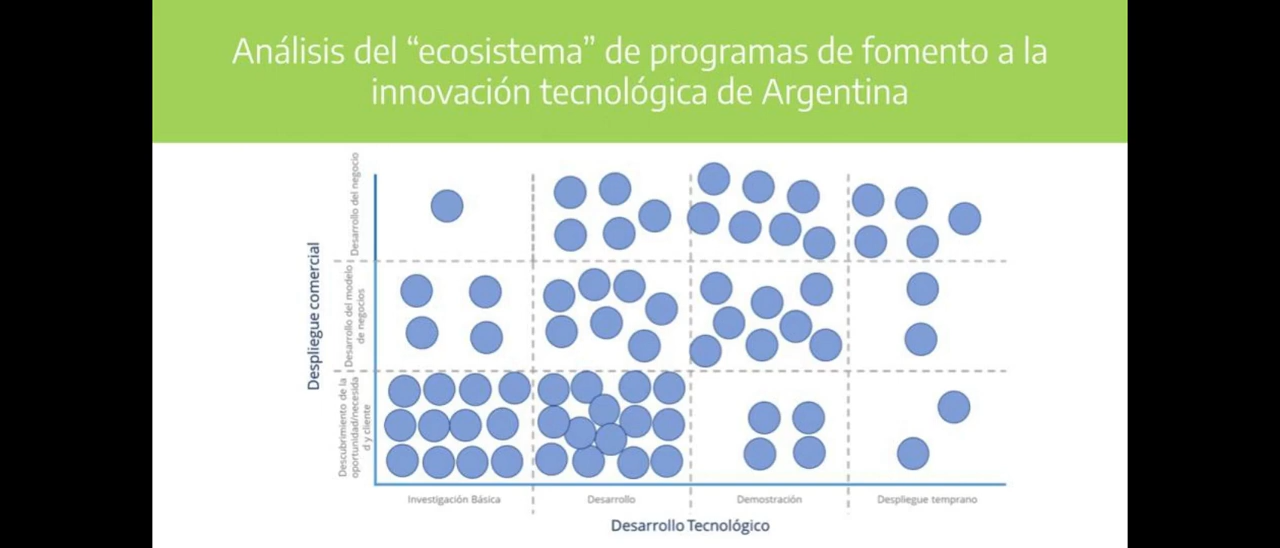 Análisis del “ecosistema” de programas de fomento a la
innovación tecnológica de Argentina
Despliegue comercial
Desarrollo del negocio
Desarrollo del modelo
de negocios
Descubrimiento de la
oportunidad/necesida
d y cliente
Investigación Básica
Desarrollo
Demostración
Despliegue temprano
Desarrollo Tecnológico